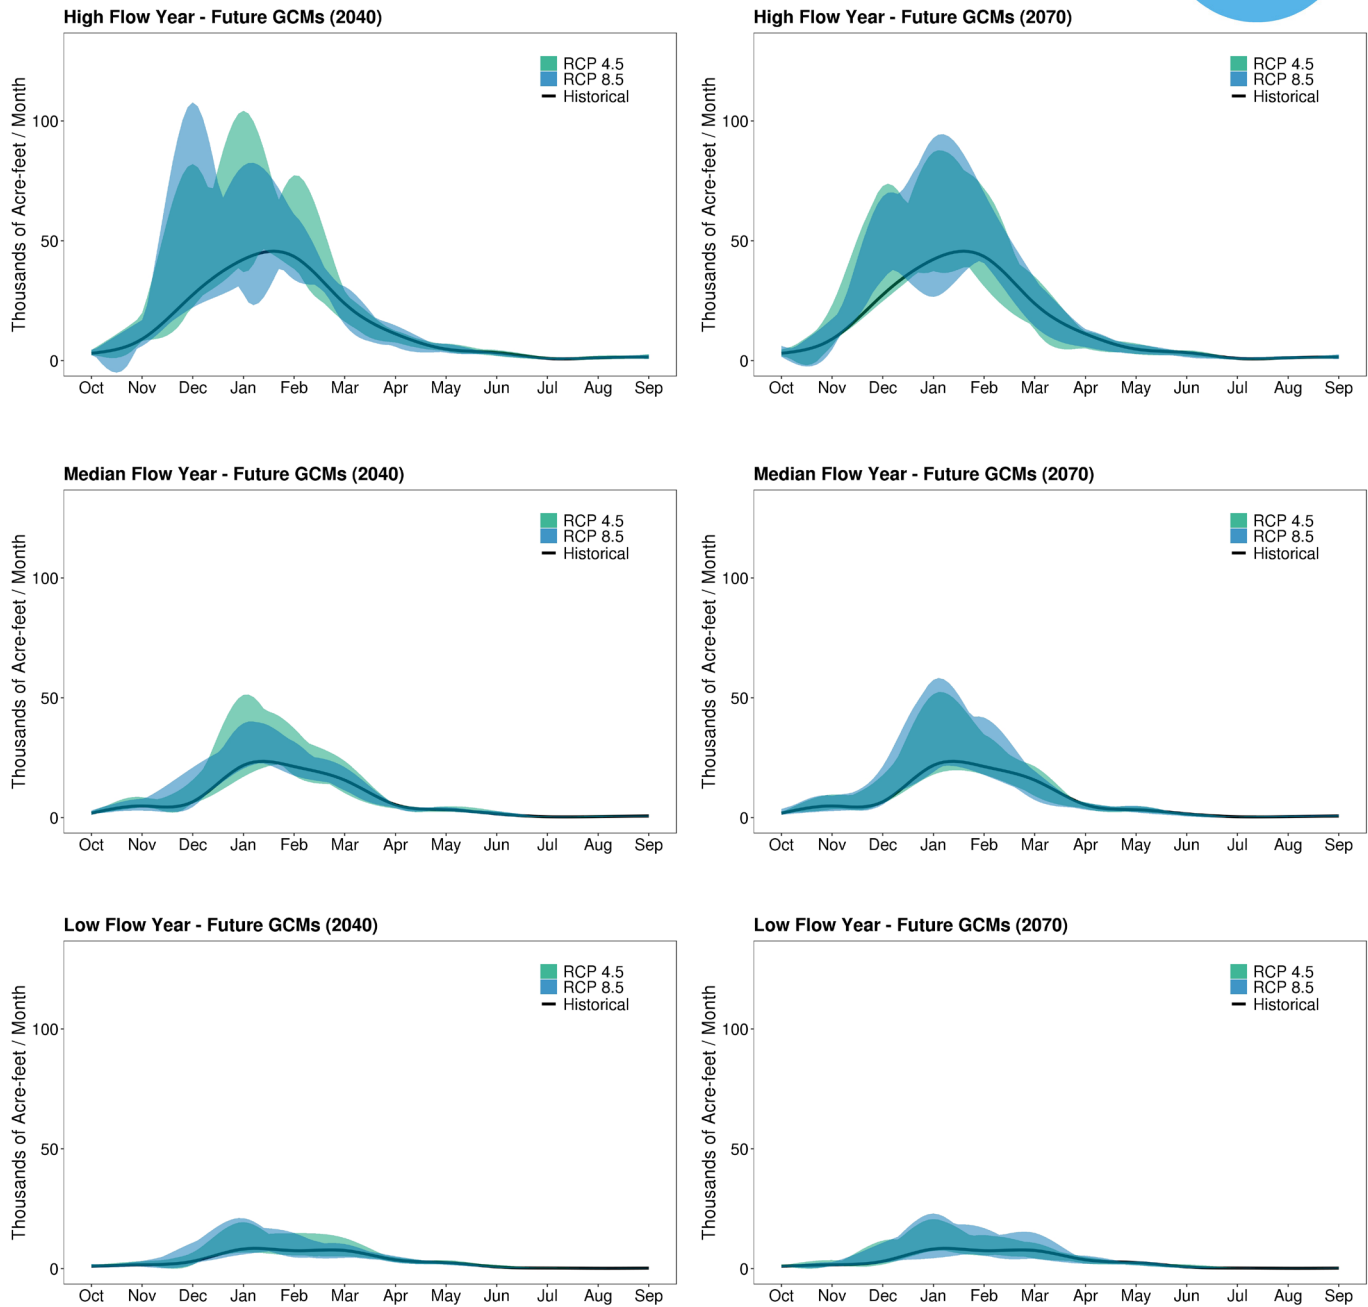 High Flow Year - Future GCMs (2040)
Thousands of Acre-feet / Month
100
50
0
RCP 4.5
RCP 8.5
Historical
Oct Nov Dec Jan Feb Mar Apr May Jun Jul Aug Sep
High Flow Year - Future GCMs (2070)
Thousands of Acre-feet / Month
100
50
0
RCP 4.5
RCP 8.5
Historical
Oct Nov Dec Jan Feb Mar Apr May Jun Jul Aug Sep
Median Flow Year - Future GCMs (2040)
Thousands of Acre-feet / Month
100
50
0
RCP 4.5
RCP 8.5
Historical
Oct Nov Dec Jan Feb Mar Apr May Jun Jul Aug Sep
Median Flow Year - Future GCMs (2070)
Thousands of Acre-feet / Month
100
50
0
RCP 4.5
RCP 8.5
Historical
Oct Nov Dec Jan Feb Mar Apr May Jun Jul Aug Sep
Low Flow Year - Future GCMs (2040)
Thousands of Acre-feet / Month
100
50
0
RCP 4.5
RCP 8.5
Historical
Oct Nov Dec Jan Feb Mar Apr May Jun Jul Aug Sep
Low Flow Year - Future GCMs (2070)
Thousands of Acre-feet / Month
100
50
0
RCP 4.5
RCP 8.5
Historical
Oct Nov Dec Jan Feb Mar Apr May Jun Jul Aug Sep